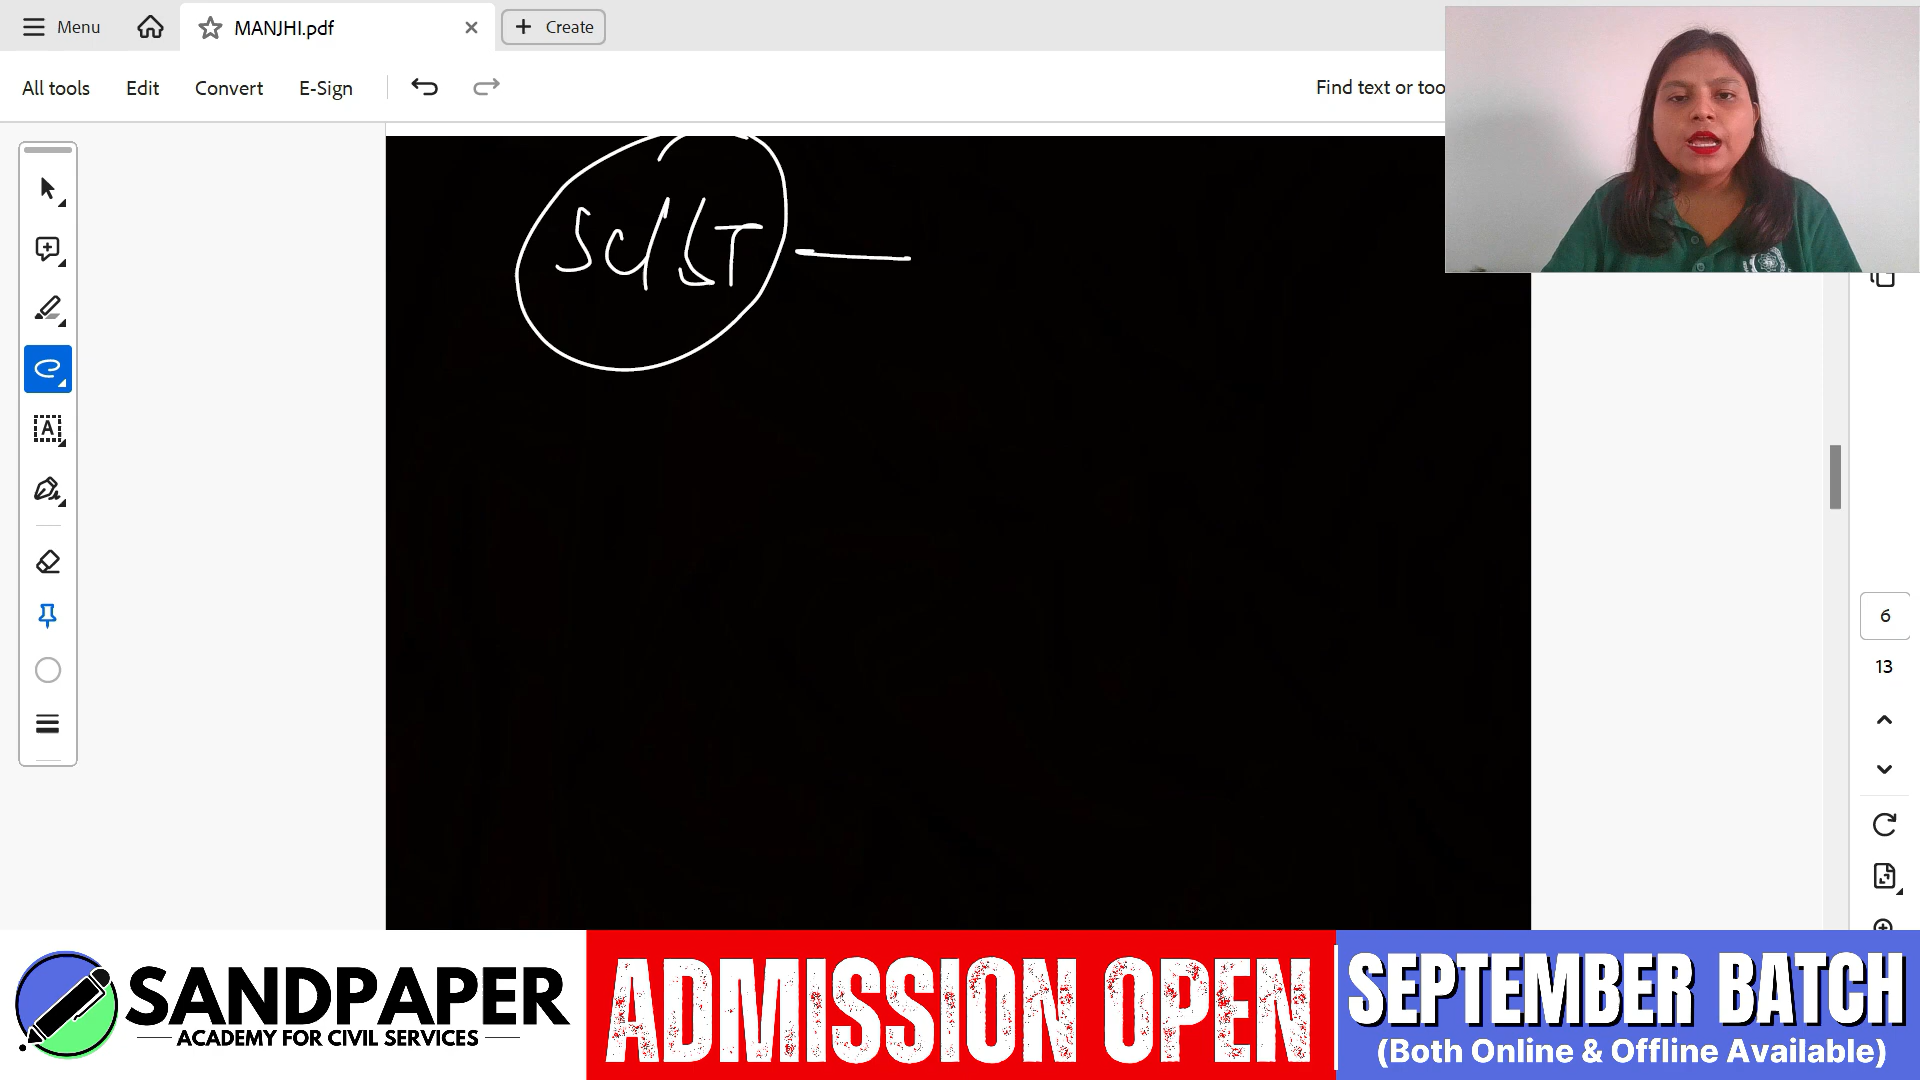 Menu
MANJHI.pdf
Create
All tools
Edit
Convert
E-Sign
Find text or too
SC/ST
A
6
13
SANDPAPER
ACADEMY FOR CIVIL SERVICES
ADMISSION OPEN
SEPTEMBER BATCH
(Both Online & Offline Available)